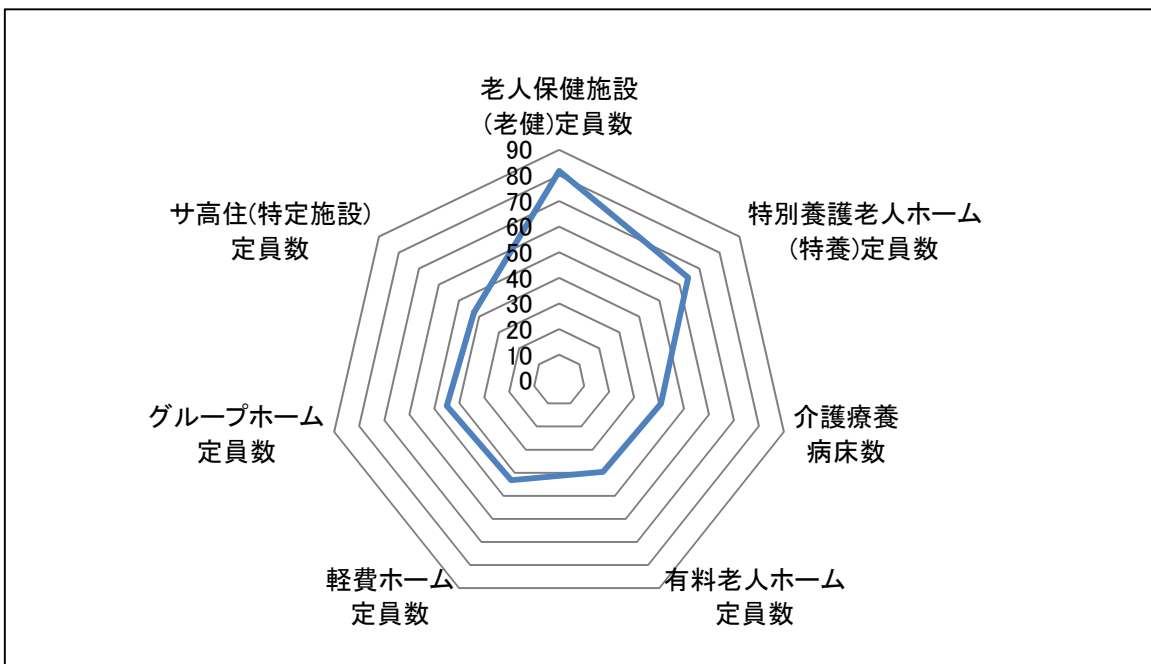 老人保健施設
(老健)定員数
90
80
70
60
50
40
30
20
10
0
特別養護老人ホーム
(特養)定員数
介護療養
病床数
有料老人ホーム
定員数
軽費ホーム
定員数
グループホーム
定員数
サ高住(特定施設)
定員数